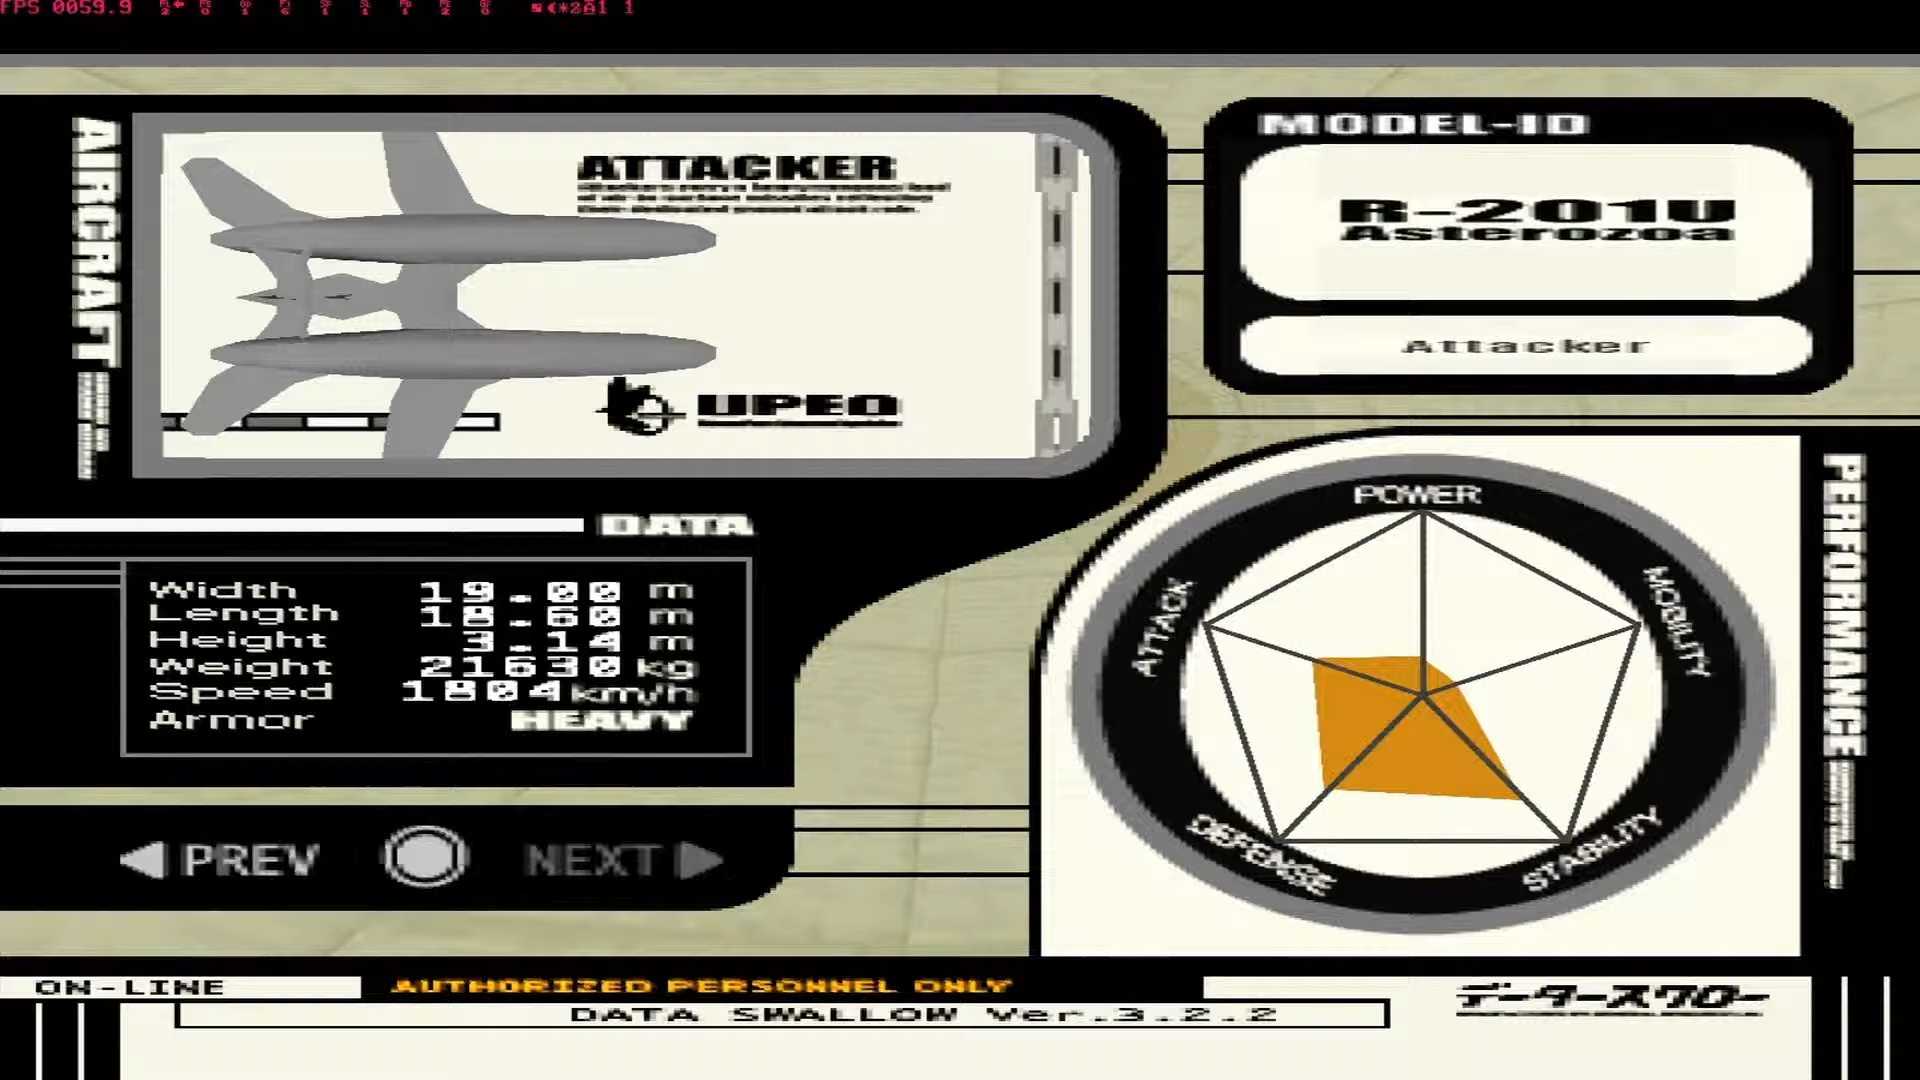 FPS 0059.9
AIRCRAFT
ATTACKER
UPEO
MODEL-ID
R-201U
Asterozoa
Attacker
DATA
Width 19.00 m
Length 18.60 m
Height 3.14 m
Weight 21630 kg
Speed 1804 km/h
Armor HEAVY
PREV
NEXT
PERFORMANCE
POWER
MOBILITY
STABILITY
DEFENSE
ATTACK
ON-LINE
AUTHORIZED PERSONNEL ONLY
DATA SWALLOW Ver.3.2.2
データースワロー